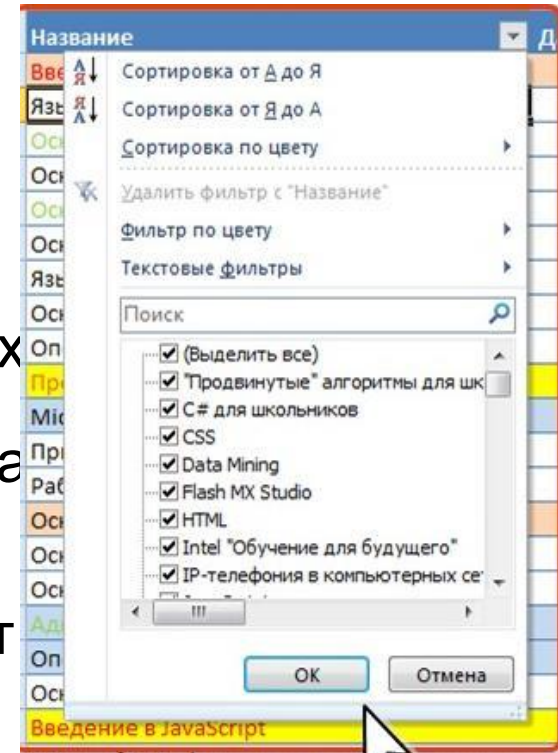 Название
Сортировка от А до Я
Сортировка от Я до А
Сортировка по цвету
Удалить фильтр с "Название"
Фильтр по цвету
Текстовые фильтры
Поиск
(Выделить все)
"Продвинутые" алгоритмы для шк
C# для школьников
CSS
Data Mining
Flash MX Studio
HTML
Intel "Обучение для будущего"
IP-телефония в компьютерных се
ОК
Отмена
Введение в JavaScript